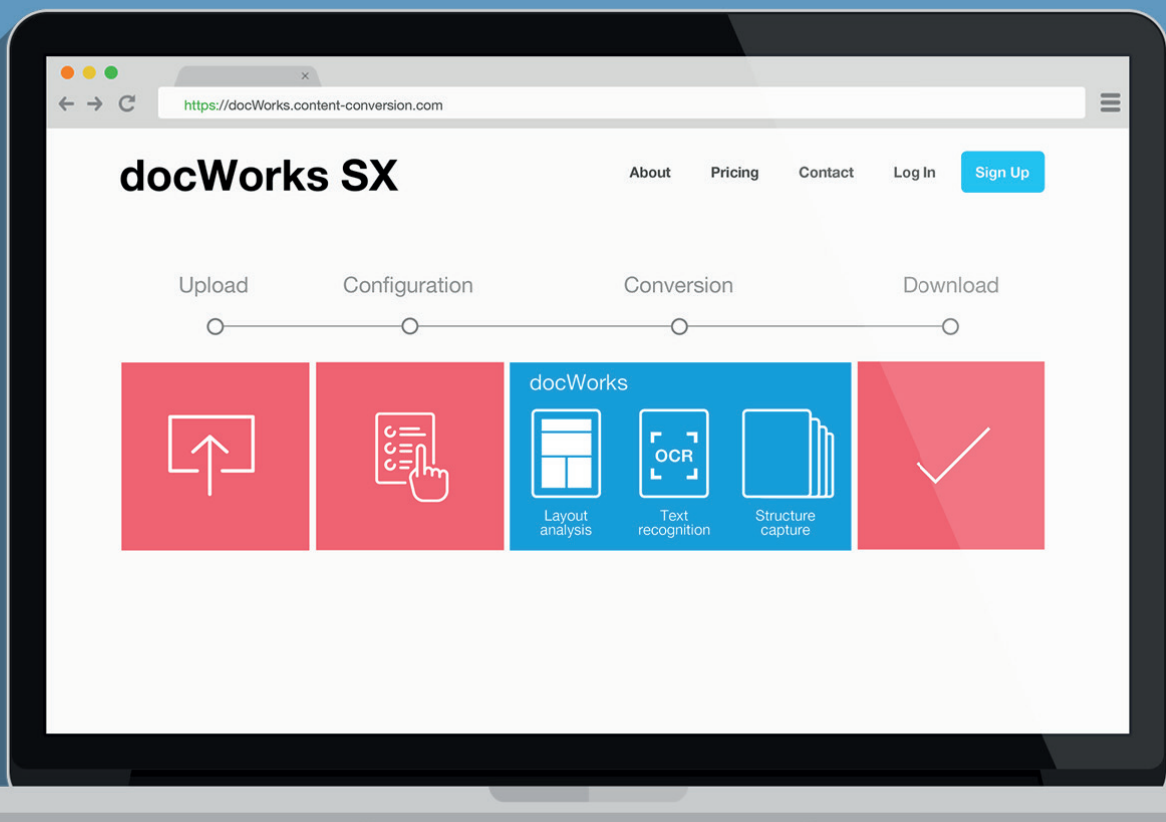 https://docWorks.content-conversion.com
docWorks SX
About Pricing Contact Log In Sign Up
Upload Configuration Conversion Download
docWorks
OCR
Layout analysis
Text recognition
Structure capture